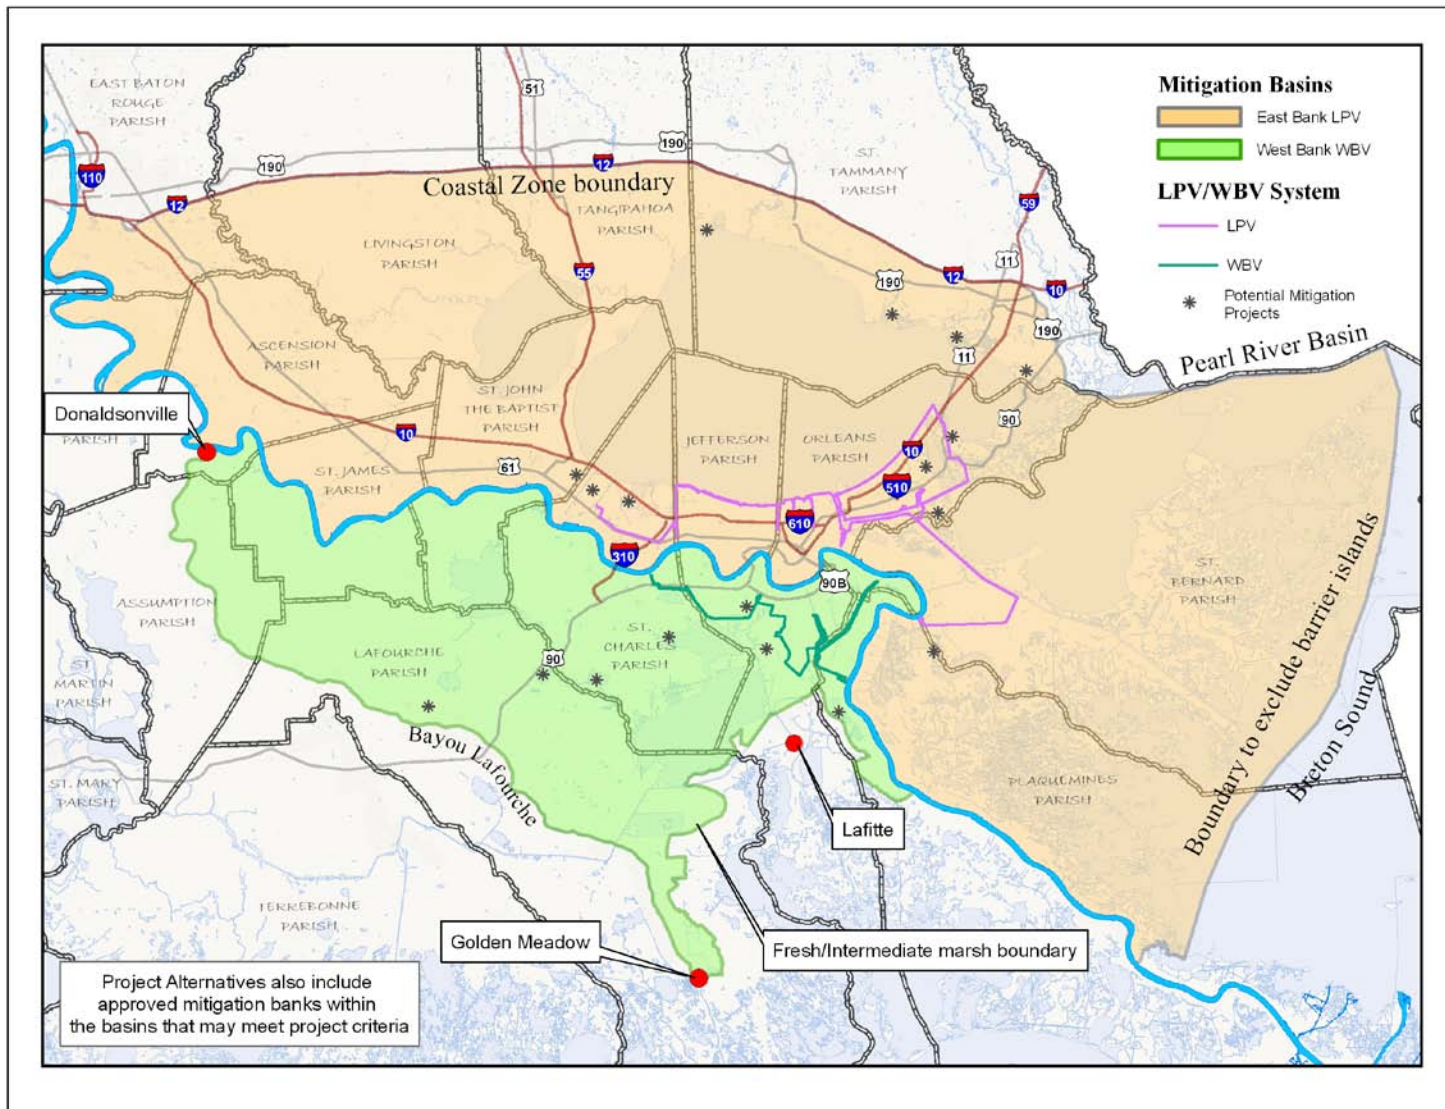 EAST BATON
ROUGE
PARISH
51
190
190
110
12
12
Coastal Zone boundary
ST.
TAMMANY
PARISH
59
TANGIPAHOA
PARISH
LIVINGSTON
PARISH
55
11
190
12
10
190
11
Mitigation Basins
East Bank LPV
West Bank WBV
LPV/WBV System
LPV
WBV
Potential Mitigation
Projects
Pearl River Basin
ASCENSION
PARISH
ST. JOHN
THE BAPTIST
PARISH
Donaldsonville
PARISH
10
61
ST. JAMES
PARISH
JEFFERSON
PARISH
ORLEANS
PARISH
90
10
510
610
310
90B
ST.
BERNARD
PARISH
Boundary to exclude barrier islands
Breton Sound
ASSUMPTION
PARISH
ST
MARTIN
PARISH
LAFOURCHE
PARISH
90
ST.
CHARLES
PARISH
Bayou Lafourche
ST. MARY
PARISH
PLAQUEMINES
PARISH
Lafitte
TERREBONNE
PARISH
Golden Meadow
Fresh/Intermediate marsh boundary
Project Alternatives also include
approved mitigation banks within
the basins that may meet project criteria